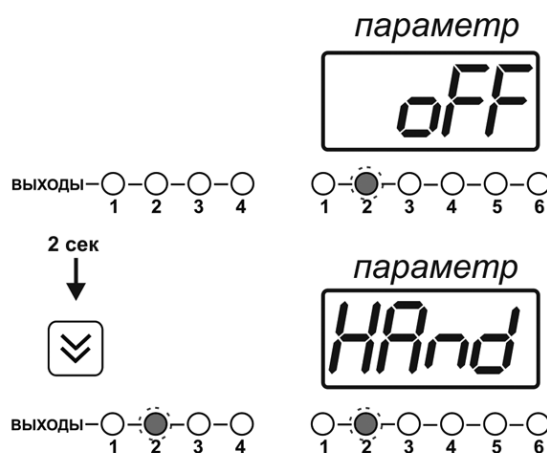 параметр
oFF
ВЫХОДЫ 1 2 3 4 1 2 3 4 5 6
2 сек
параметр
HAnd
ВЫХОДЫ 1 2 3 4 1 2 3 4 5 6